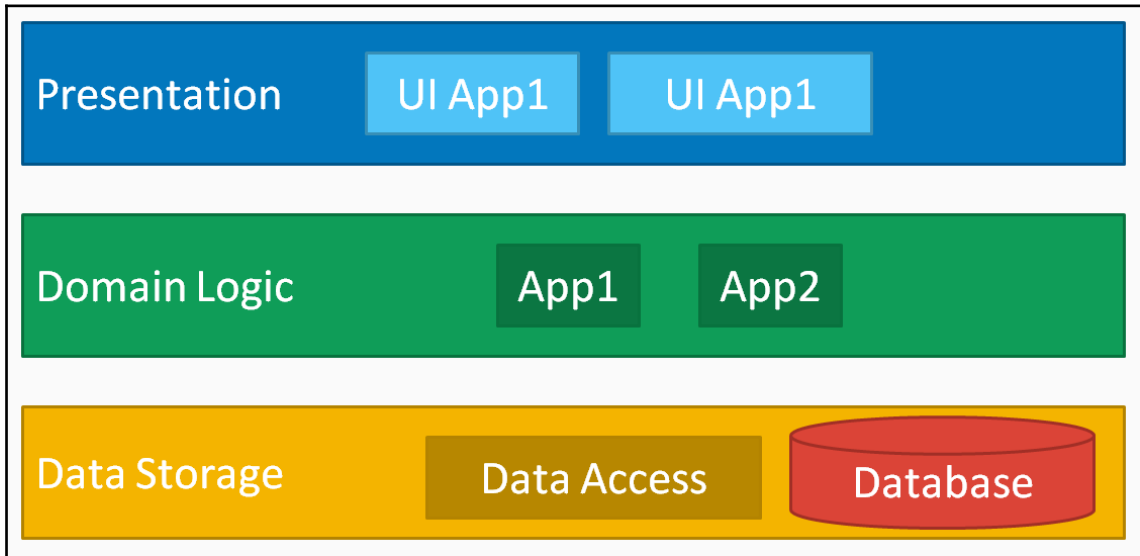 Presentation
UI App1
UI App1
Domain Logic
App1
App2
Data Storage
Data Access
Database